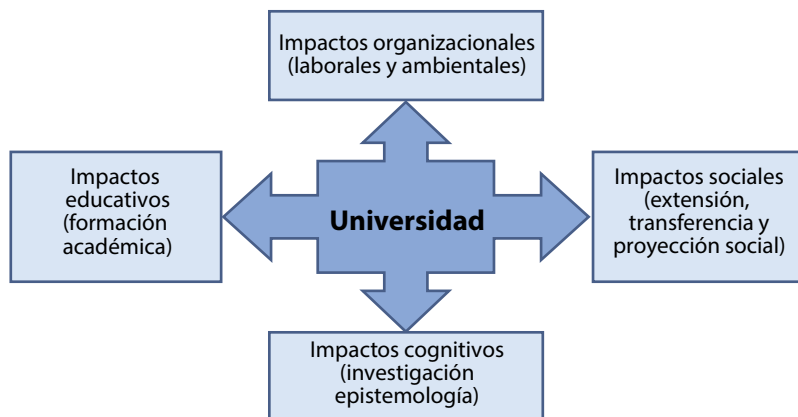 Impactos organizacionales
(laborales y ambientales)
Impactos
educativos
(formación
académica)
Universidad
Impactos sociales
(extensión,
transferencia y
proyección social)
Impactos cognitivos
(investigación
epistemología)